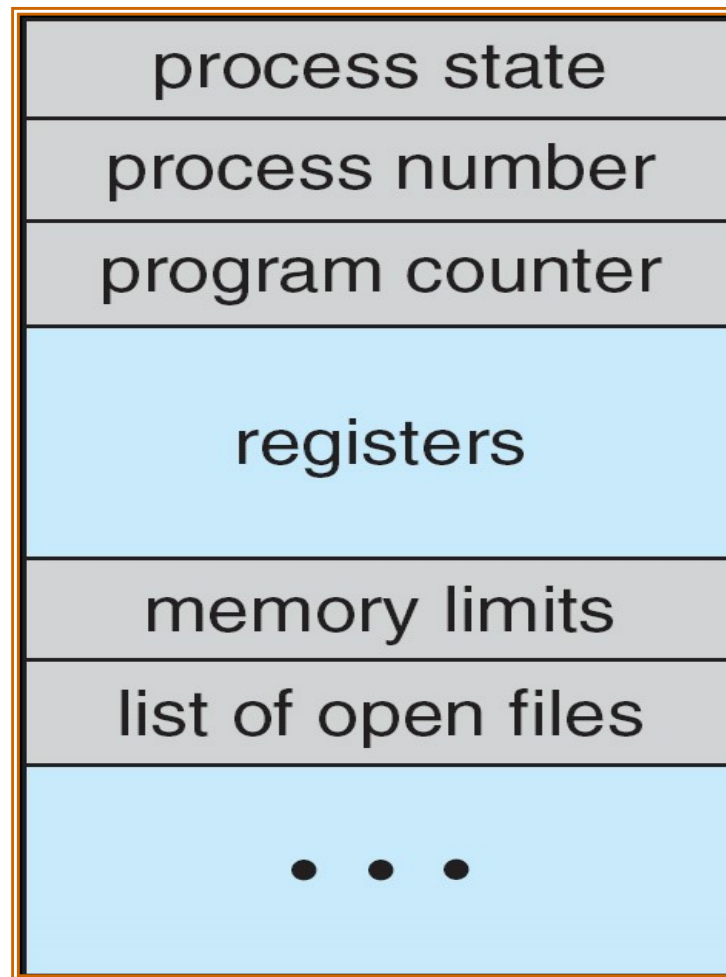 process state
process number
program counter
registers
memory limits
list of open files
• • •